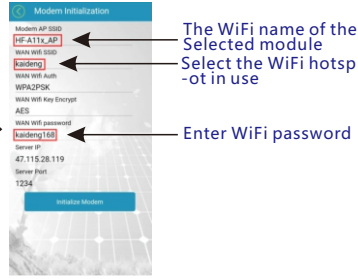 Modem Initialization
Modem AP SSID
HF-A11x_AP
WAN Wifi SSID
kaideng
WAN Wifi Auth
WPA2PSK
WAN Wifi Key Encrypt
AES
WAN Wifi password
kaideng168
Server IP
47.115.28.119
Server Port
1234
Initialize Modem
The WiFi name of the
Selected module
Select the WiFi hotsp
-ot in use
Enter WiFi password